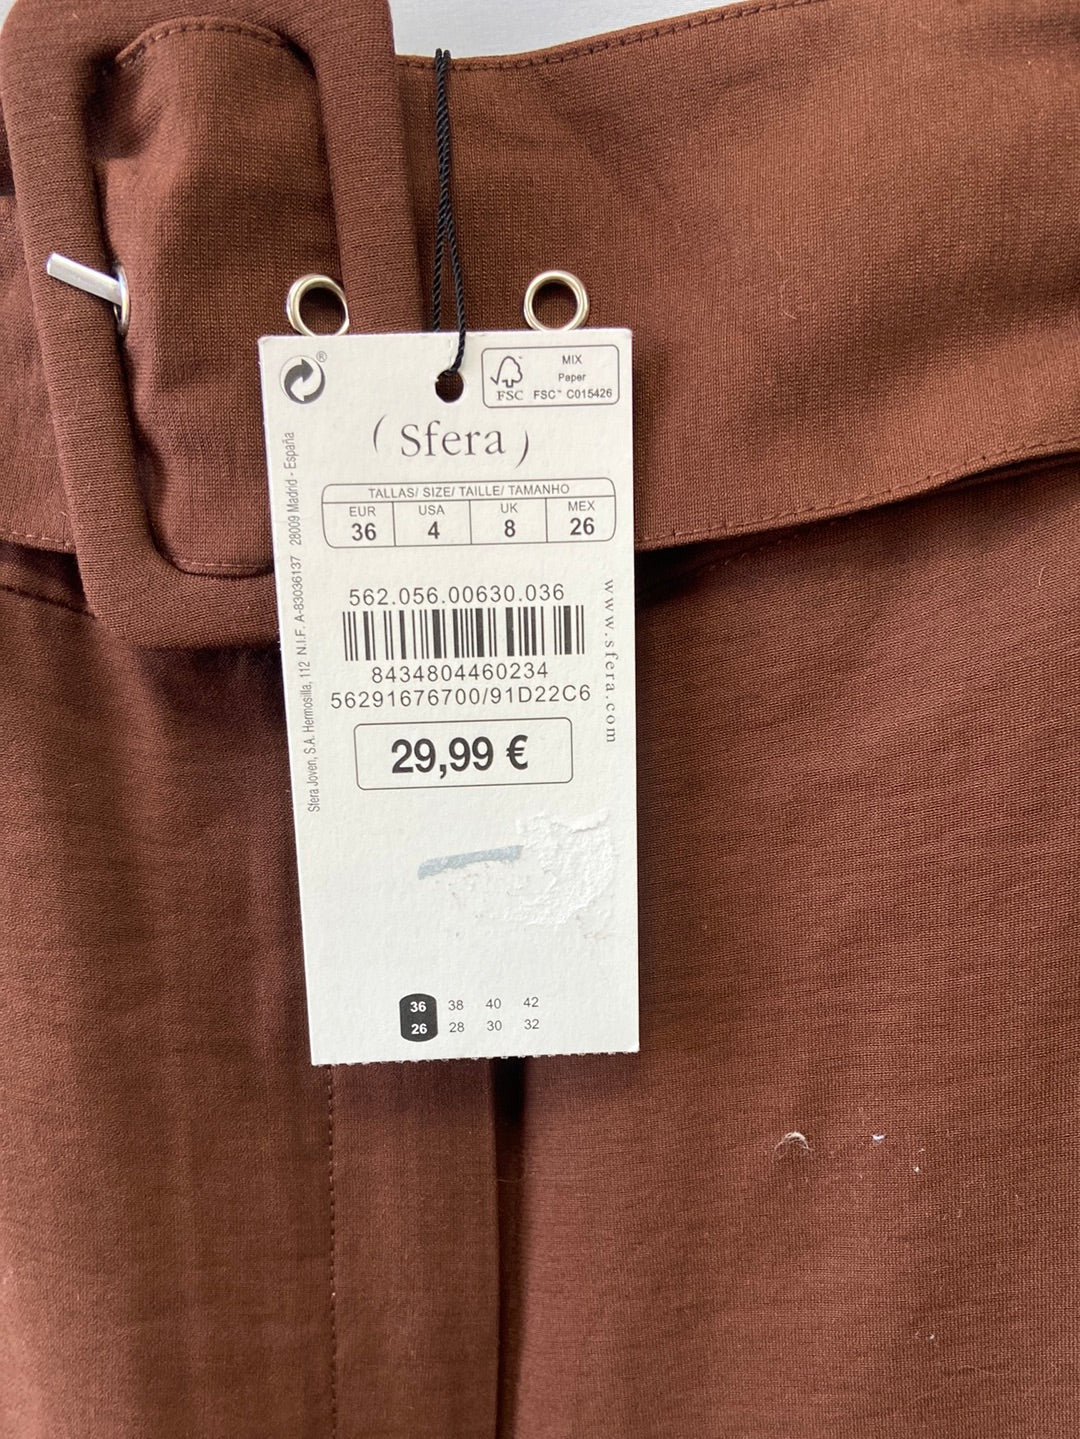 ®
MIX
Paper
FSC FSC™ C015426
(Sfera)
TALLAS/ SIZE/ TAILLE/ TAMANHO
EUR USA UK MEX
36 4 8 26
562.056.00630.036
8434804460234
56291676700/91D22C6
29,99 €
www.sfera.com
Sfera Joven, S.A. Hermosilla, 112 N.I.F. A-83036137 28009 Madrid - España
36 38 40 42
26 28 30 32